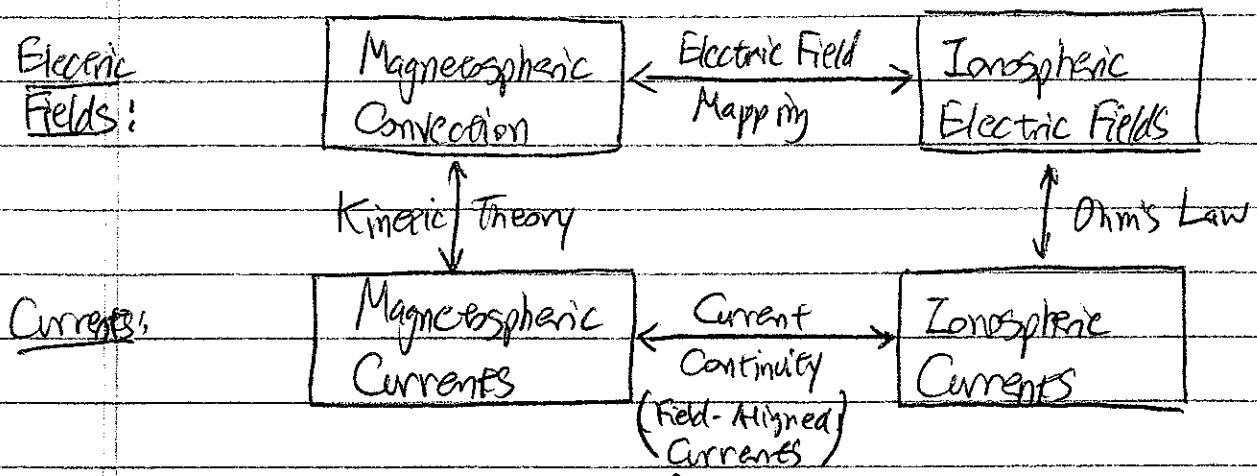 Electric
Fields:
Magnetospheric
Convection
Electric Field
Mapping
Ionospheric
Electric Fields
Kinetic Theory
Ohm's Law
Currents:
Magnetospheric
Currents
Current
Continuity
(Field-Aligned
Currents)
Ionospheric
Currents